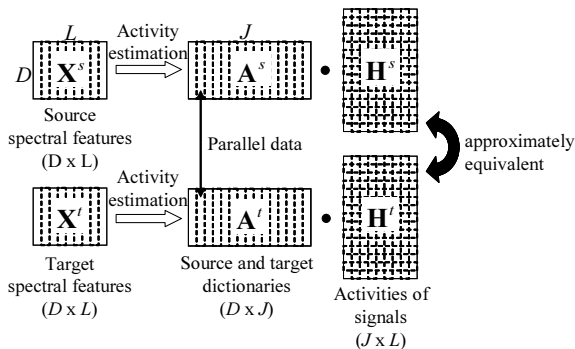 L
D
X^s
Activity
estimation
J
A^s
•
H^s
Source
spectral features
(D x L)
Parallel data
approximately
equivalent
X^t
Activity
estimation
A^t
•
H^t
Target
spectral features
(D x L)
Source and target
dictionaries
(D x J)
Activities of
signals
(J x L)